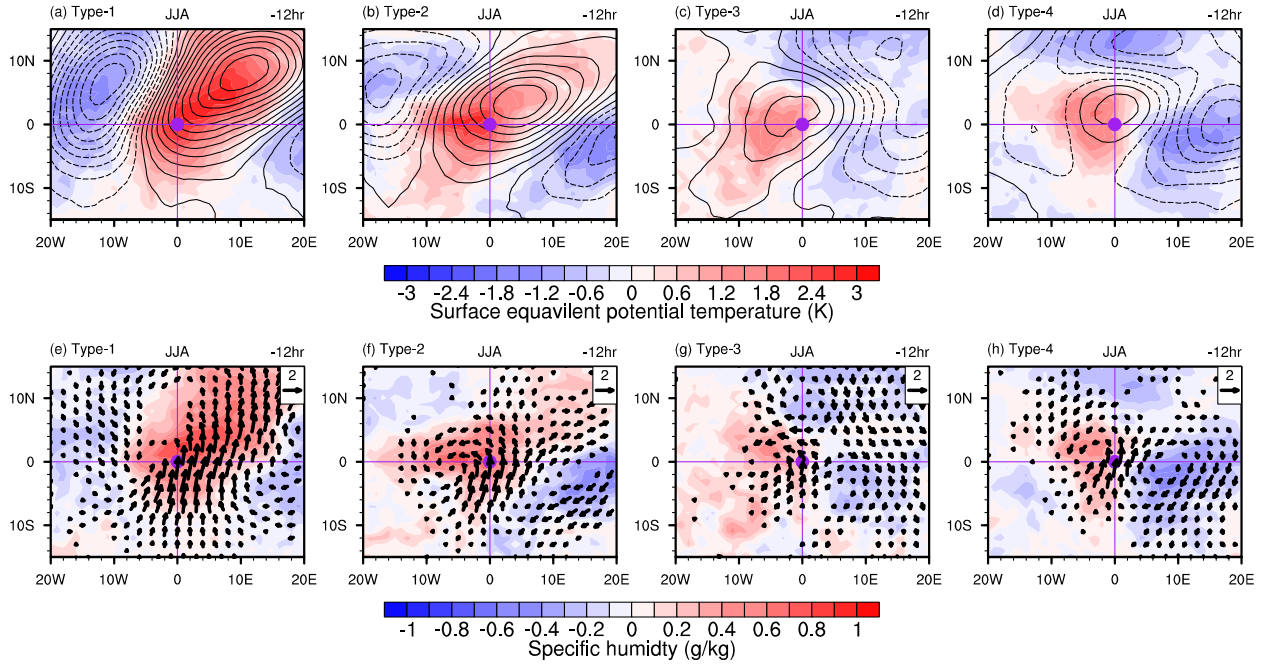 (a) Type-1 JJA -12hr (b) Type-2 JJA -12hr (c) Type-3 JJA -12hr (d) Type-4 JJA -12hr
10N 10N 10N 10N
0 0 0 0
10S 10S 10S 10S
20W 10W 0 10E 20E 20W 10W 0 10E 20E 20W 10W 0 10E 20E 20W 10W 0 10E 20E
-3 -2.4 -1.8 -1.2 -0.6 0 0.6 1.2 1.8 2.4 3
Surface equavilent potential temperature (K)
(e) Type-1 JJA -12hr (f) Type-2 JJA -12hr (g) Type-3 JJA -12hr (h) Type-4 JJA -12hr
2 2 2 2
10N 10N 10N 10N
0 0 0 0
10S 10S 10S 10S
20W 10W 0 10E 20E 20W 10W 0 10E 20E 20W 10W 0 10E 20E 20W 10W 0 10E 20E
-1 -0.8 -0.6 -0.4 -0.2 0 0.2 0.4 0.6 0.8 1
Specific humidty (g/kg)